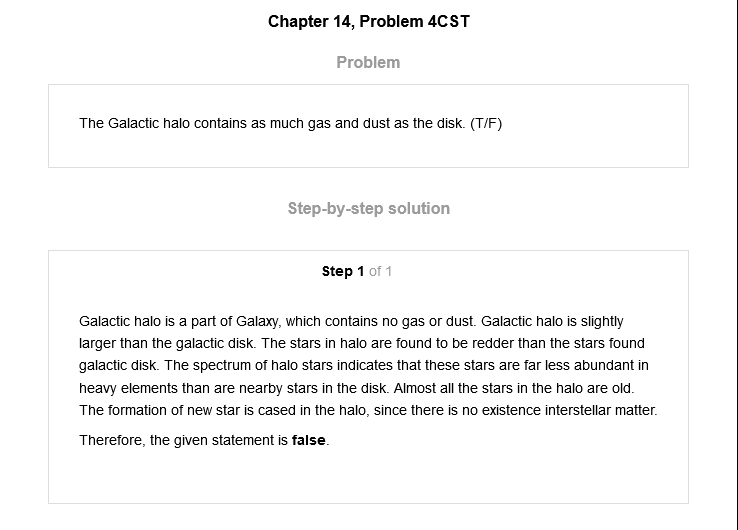 Chapter 14, Problem 4CST
Problem
The Galactic halo contains as much gas and dust as the disk. (T/F)
Step-by-step solution
Step 1 of 1
Galactic halo is a part of Galaxy, which contains no gas or dust. Galactic halo is slightly
larger than the galactic disk. The stars in halo are found to be redder than the stars found
galactic disk. The spectrum of halo stars indicates that these stars are far less abundant in
heavy elements than are nearby stars in the disk. Almost all the stars in the halo are old.
The formation of new star is cased in the halo, since there is no existence interstellar matter.
Therefore, the given statement is false.